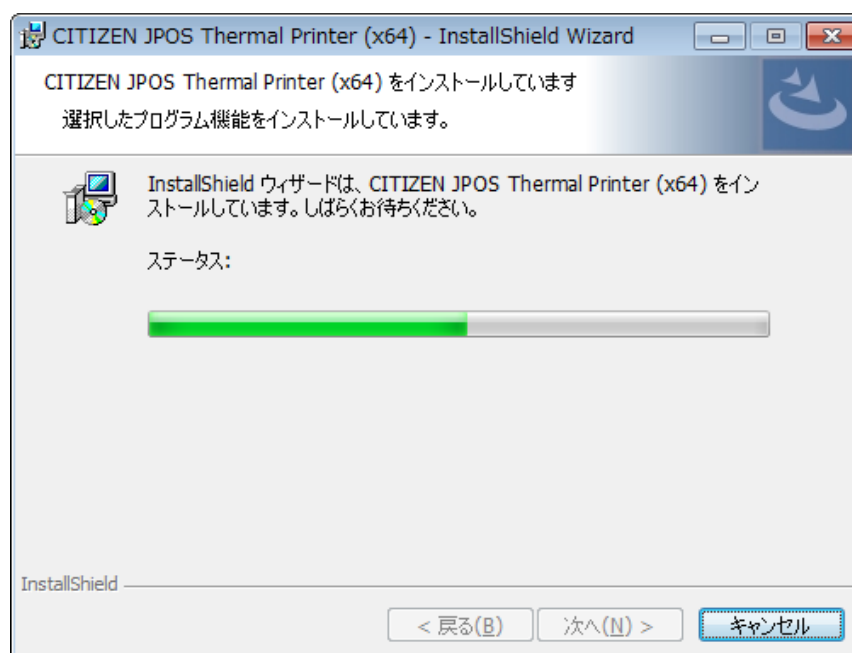 CITIZEN JPOS Thermal Printer (x64) - InstallShield Wizard
CITIZEN JPOS Thermal Printer (x64) をインストールしています
選択したプログラム機能をインストールしています。
InstallShield ウィザードは、CITIZEN JPOS Thermal Printer (x64) をイン
ストールしています。しばらくお待ちください。
ステータス:
InstallShield
< 戻る(B)
次へ(N) >
キャンセル